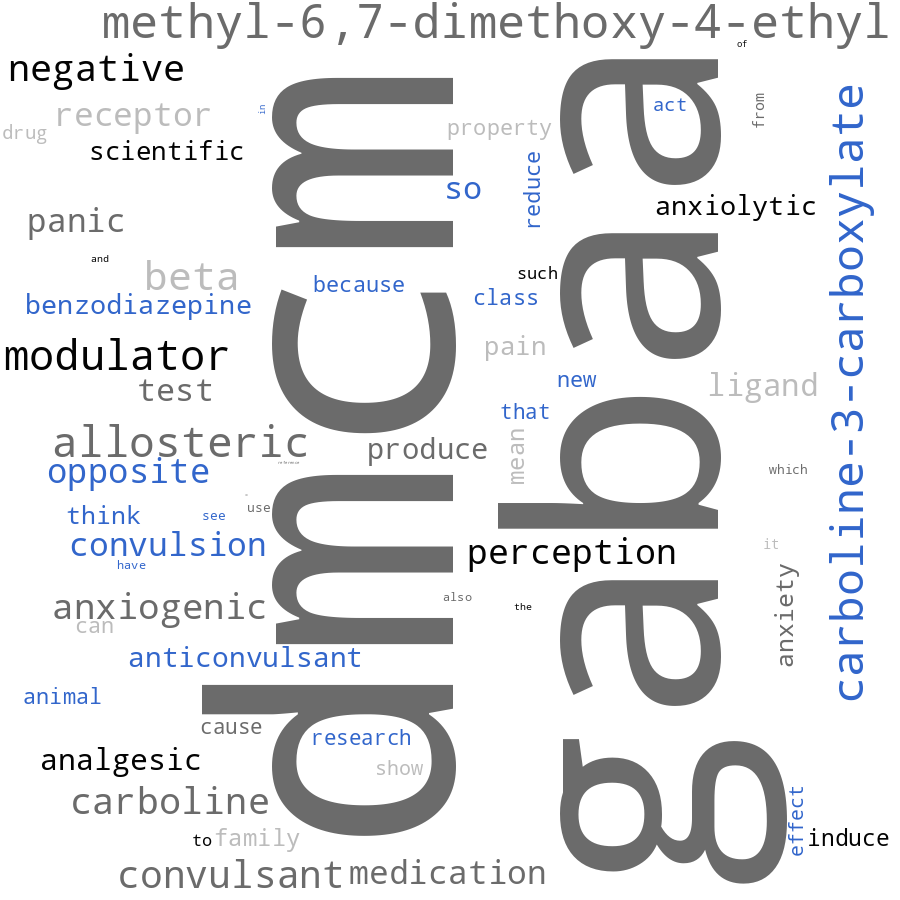 methyl-6,7-dimethoxy-4-ethyl
of
negative
receptor
in
drug
scientific
property
act
from
reduce
so
anxiolytic
panic
and
beta
benzodiazepine
because
such
class
carboline-3-carboxylate
modulator
test
pain
new
ligand
that
allosteric
produce
mean
opposite
reference
which
dmcm
gabaa
think
see
use
convulsion
have
perception
it
anxiogenic
can
also
the
anxiety
anticonvulsant
animal
cause
research
show
analgesic
carboline
to
family
effect
induce
convulsant
medication